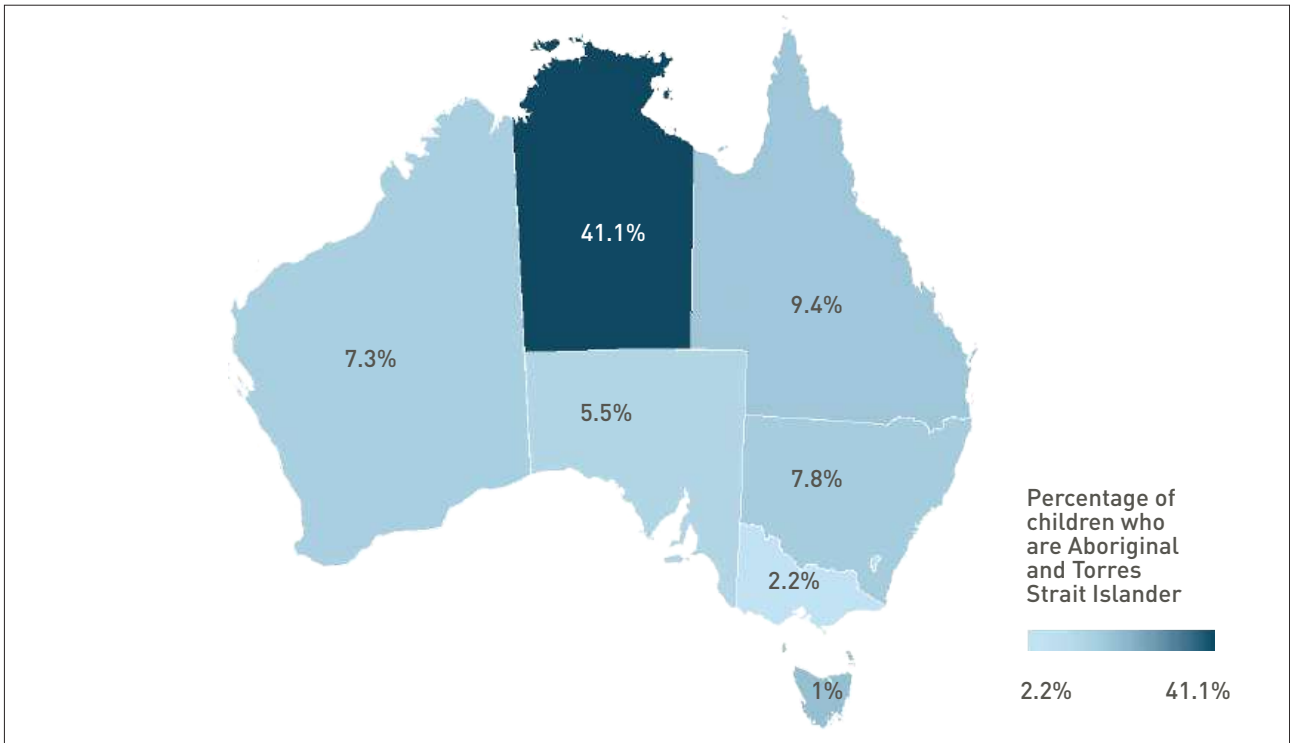 41.1%
9.4%
7.3%
5.5%
7.8%
2.2%
1%
Percentage of
children who
are Aboriginal
and Torres
Strait Islander
2.2% 41.1%